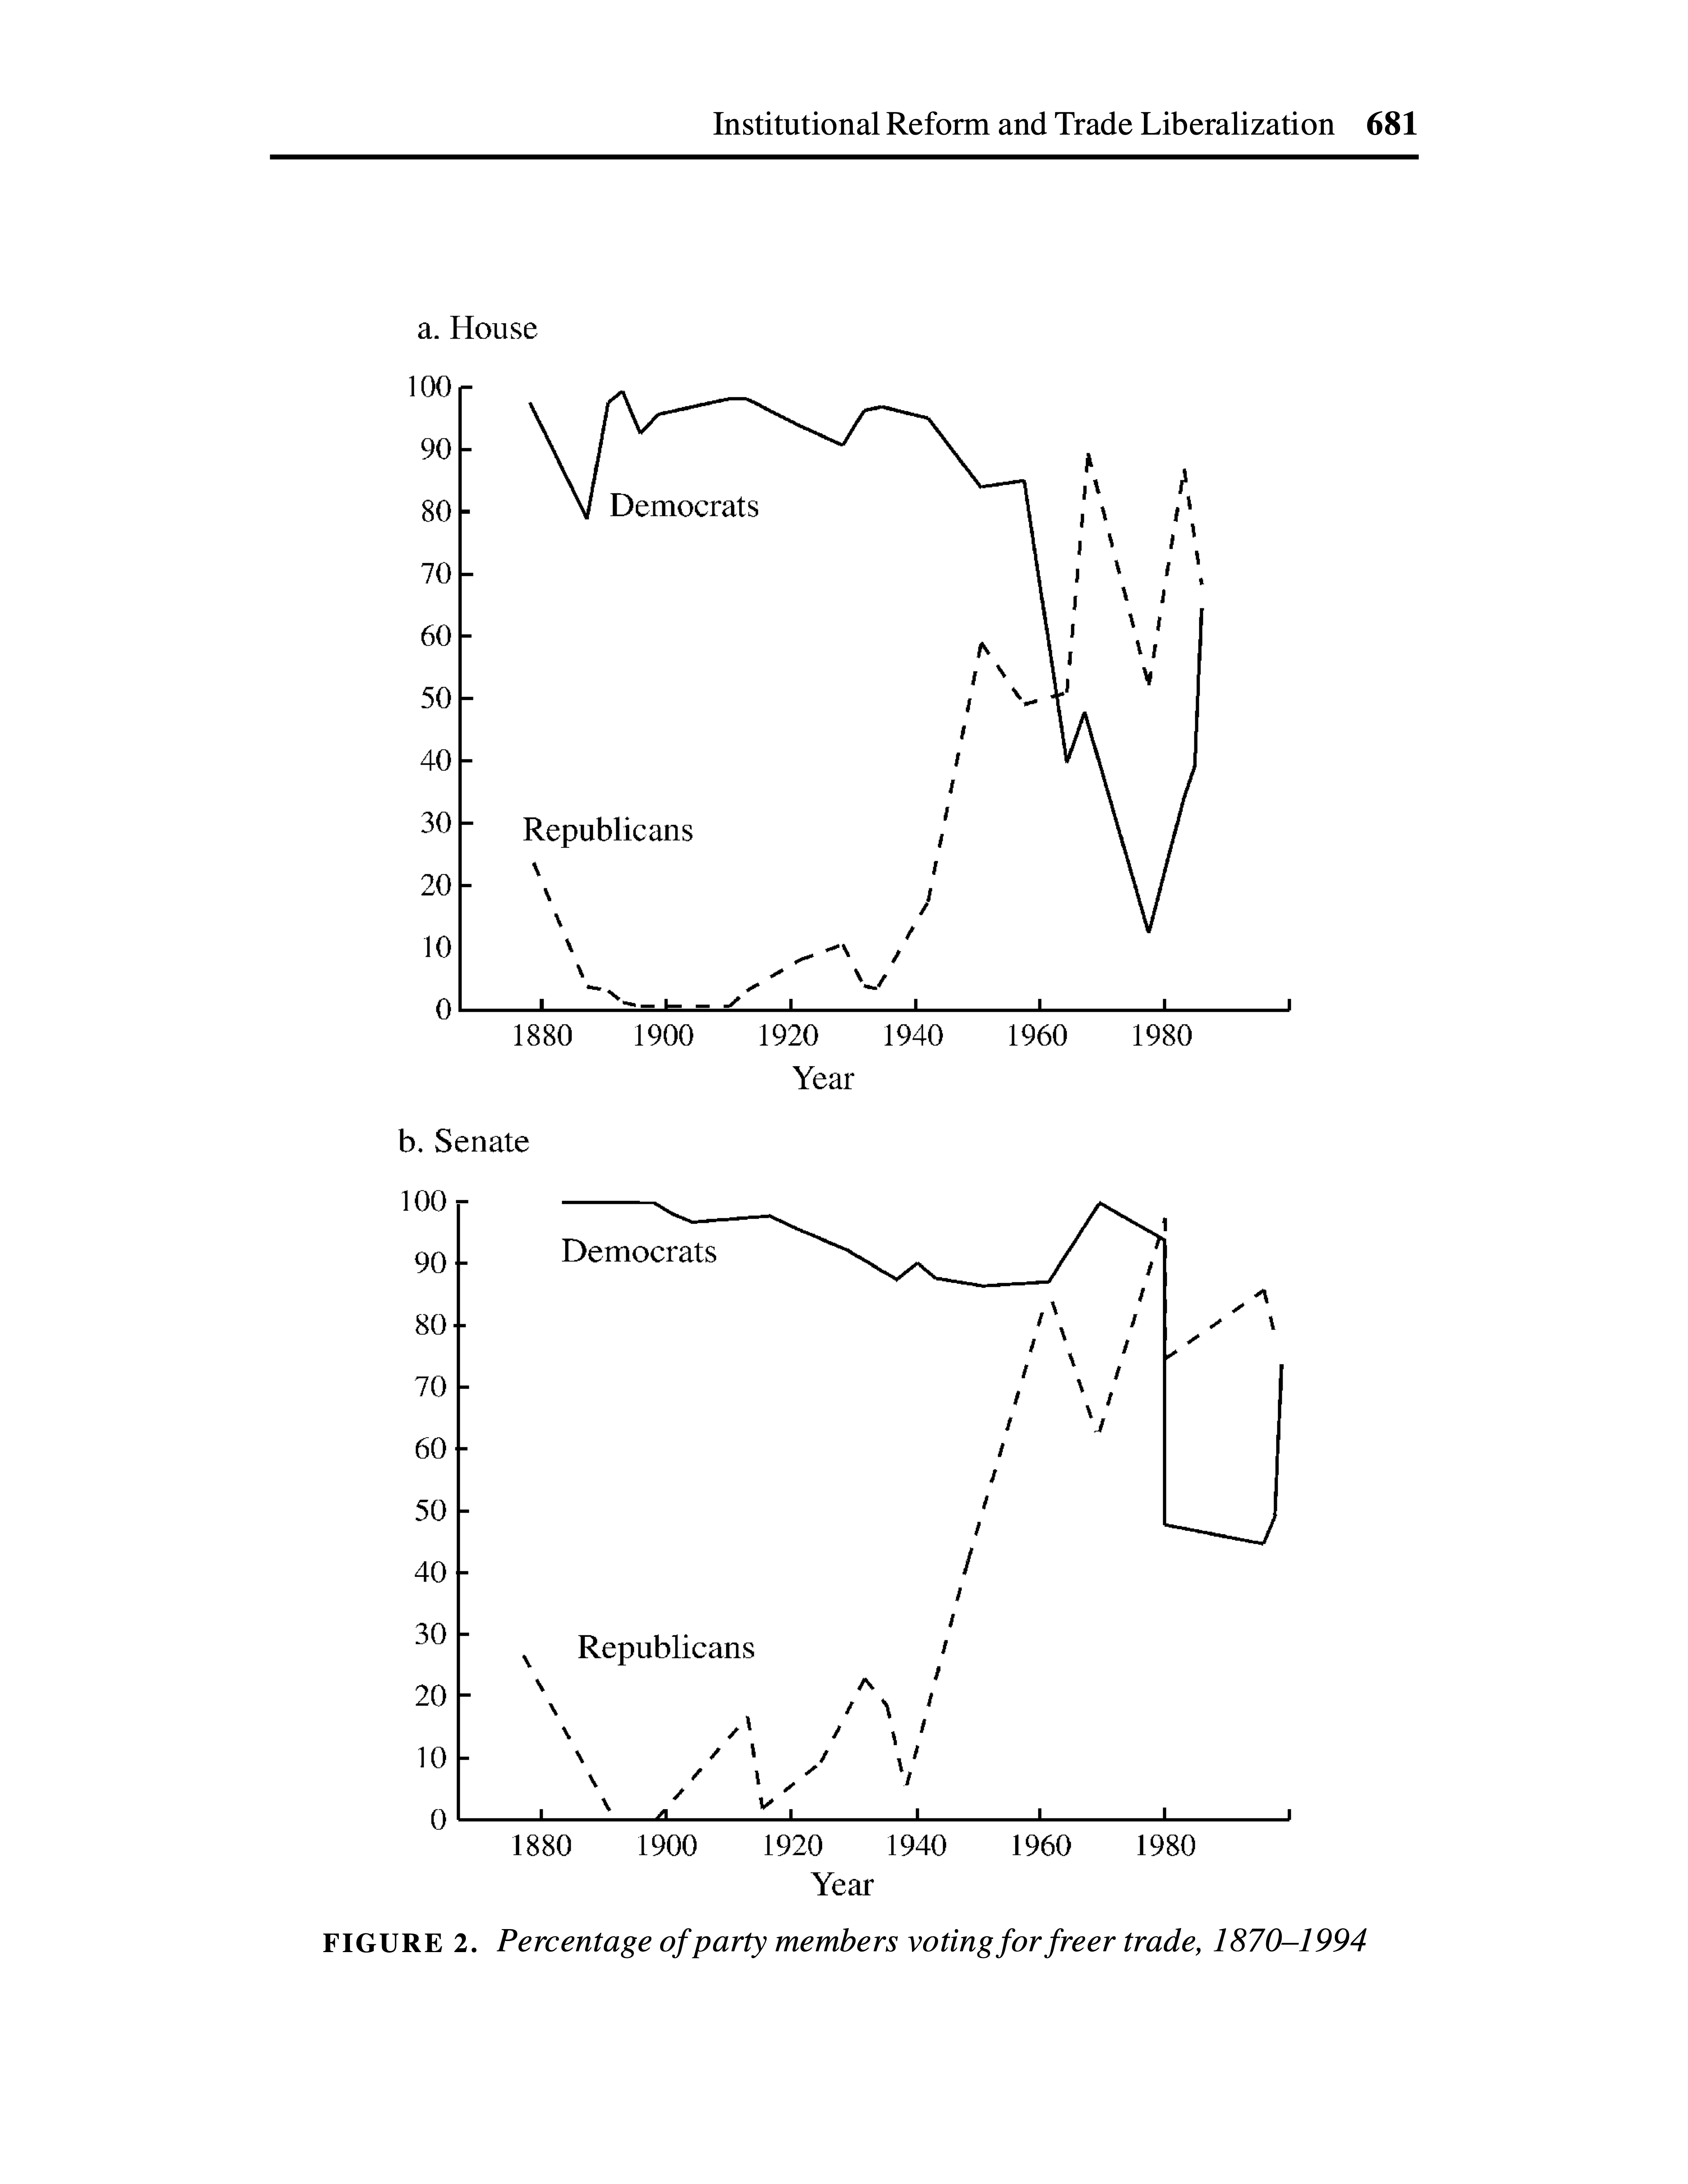 Institutional Reform and Trade Liberalization 681
a. House
100
90
80
Democrats
70
60
50
40
30
Republicans
20
10
0
1880 1900 1920 1940 1960 1980
Year
b. Senate
100
Democrats
90
80
70
60
50
40
30
Republicans
20
10
0
1880 1900 1920 1940 1960 1980
Year
FIGURE 2. Percentage of party members voting for freer trade, 1870–1994